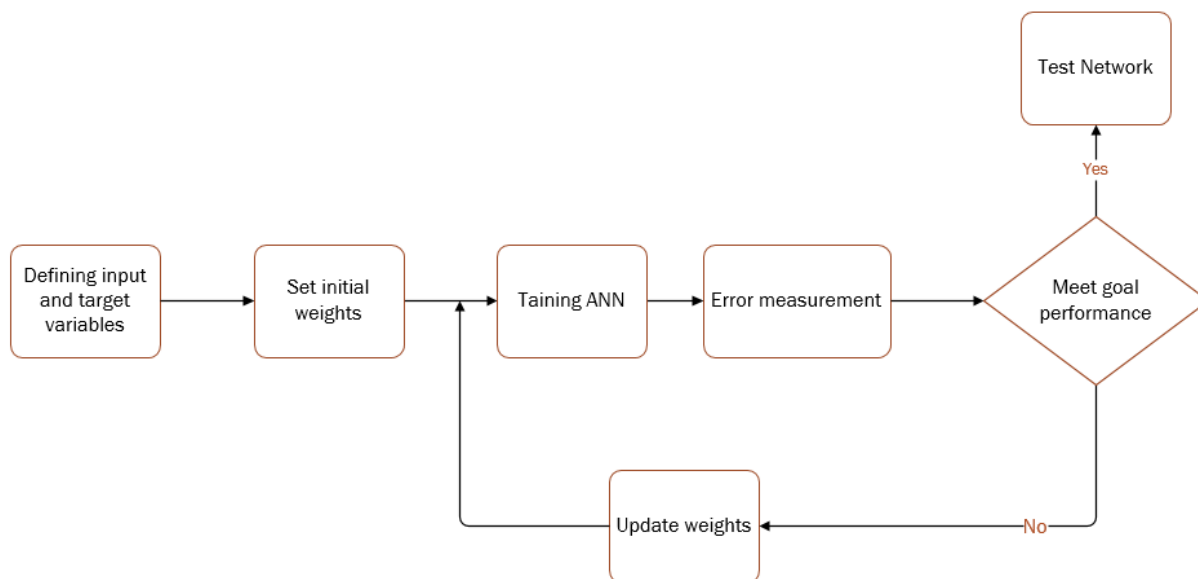 Test Network
Yes
Defining input
and target
variables
Set initial
weights
Taining ANN
Error measurement
Meet goal
performance
Update weights
No